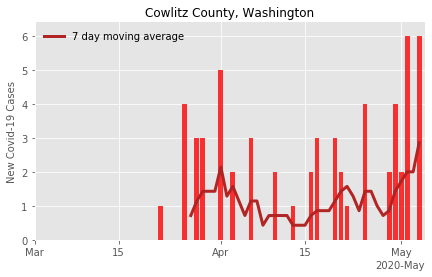 Cowlitz County, Washington
7 day moving average
New Covid-19 Cases
6
5
4
3
2
1
0
Mar 15 Apr 15 May
2020-May